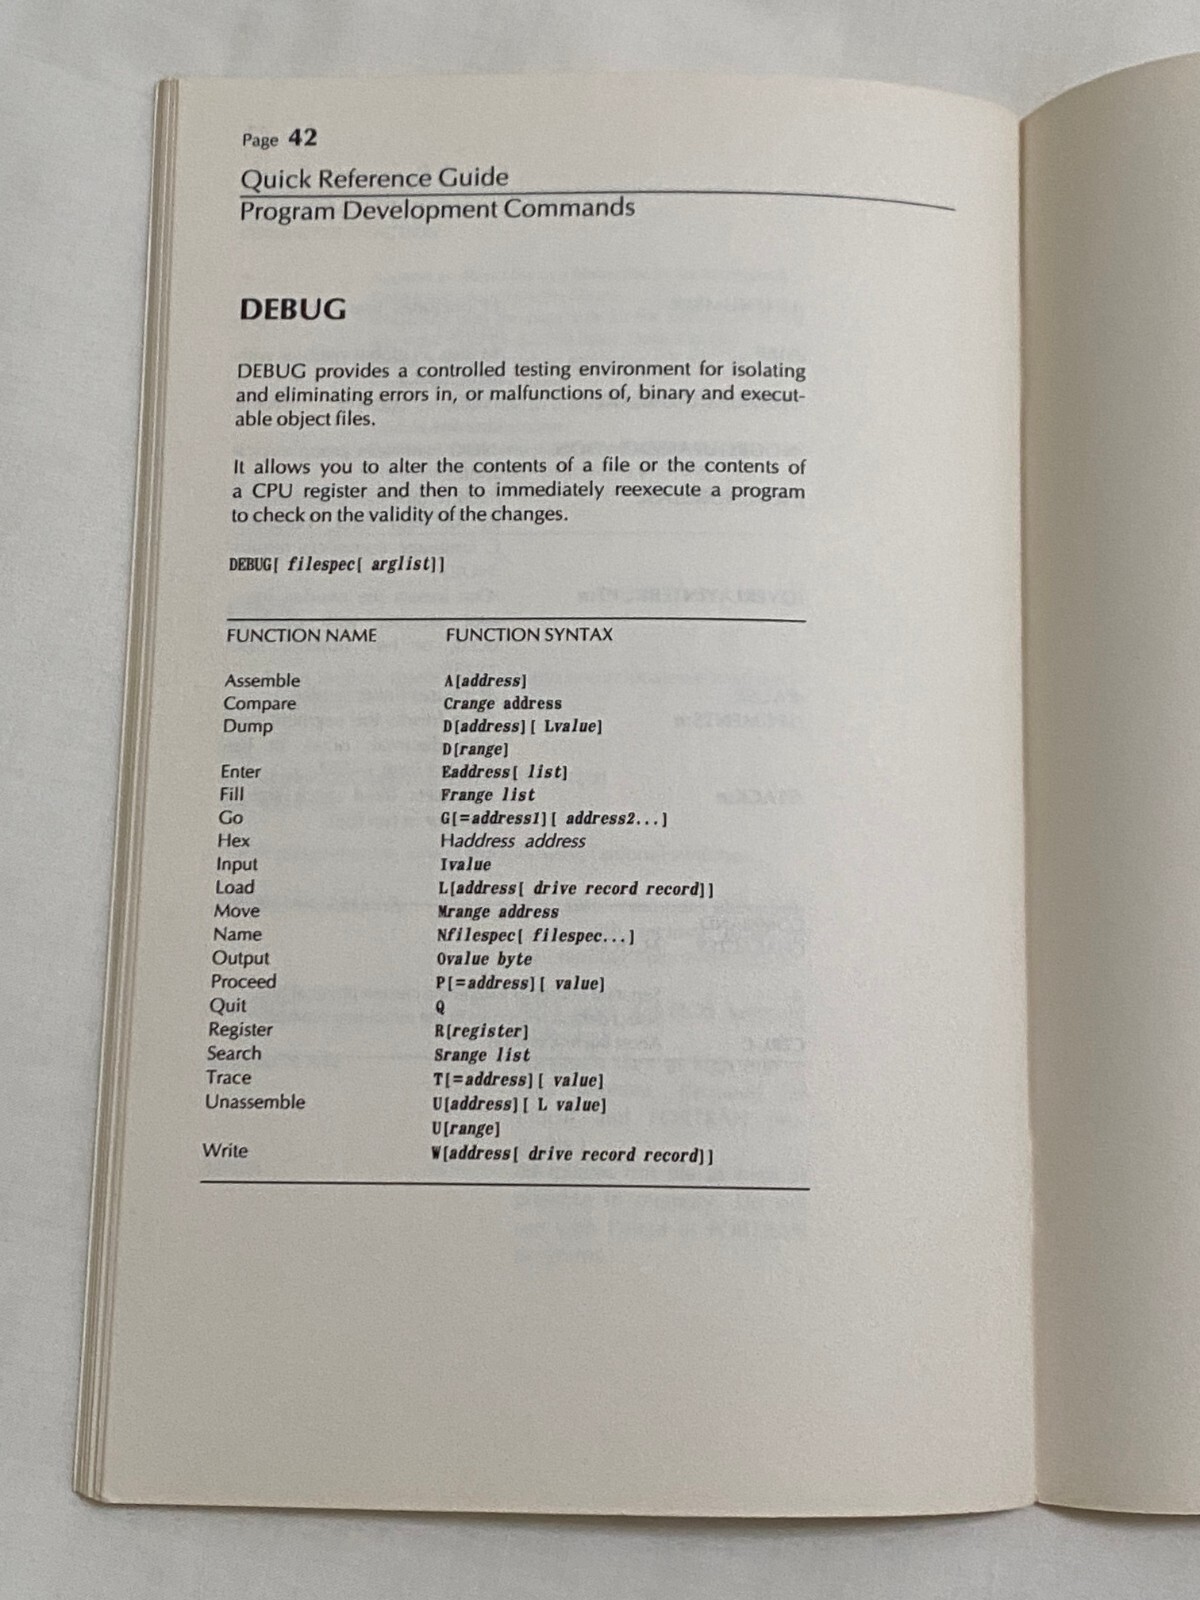 Page 42
Quick Reference Guide
Program Development Commands
DEBUG
DEBUG provides a controlled testing environment for isolating
and eliminating errors in, or malfunctions of, binary and execut-
able object files.
It allows you to alter the contents of a file or the contents of
a CPU register and then to immediately reexecute a program
to check on the validity of the changes.
DEBUG[ filespec[ arglist]]
FUNCTION NAME FUNCTION SYNTAX
Assemble A[address]
Compare Crange address
Dump D[address][ Lvalue]
D[range]
Enter Eaddress[ list]
Fill Frange list
Go G[=address1][ address2...]
Hex Haddress address
Input Ivalue
Load L[address[ drive record record]]
Move Mrange address
Name Nfilespec[ filespec...]
Output Ovalue byte
Proceed P[=address][ value]
Quit Q
Register R[register]
Search Srange list
Trace T[=address][ value]
Unassemble U[address][ L value]
U[range]
Write W[address[ drive record record]]